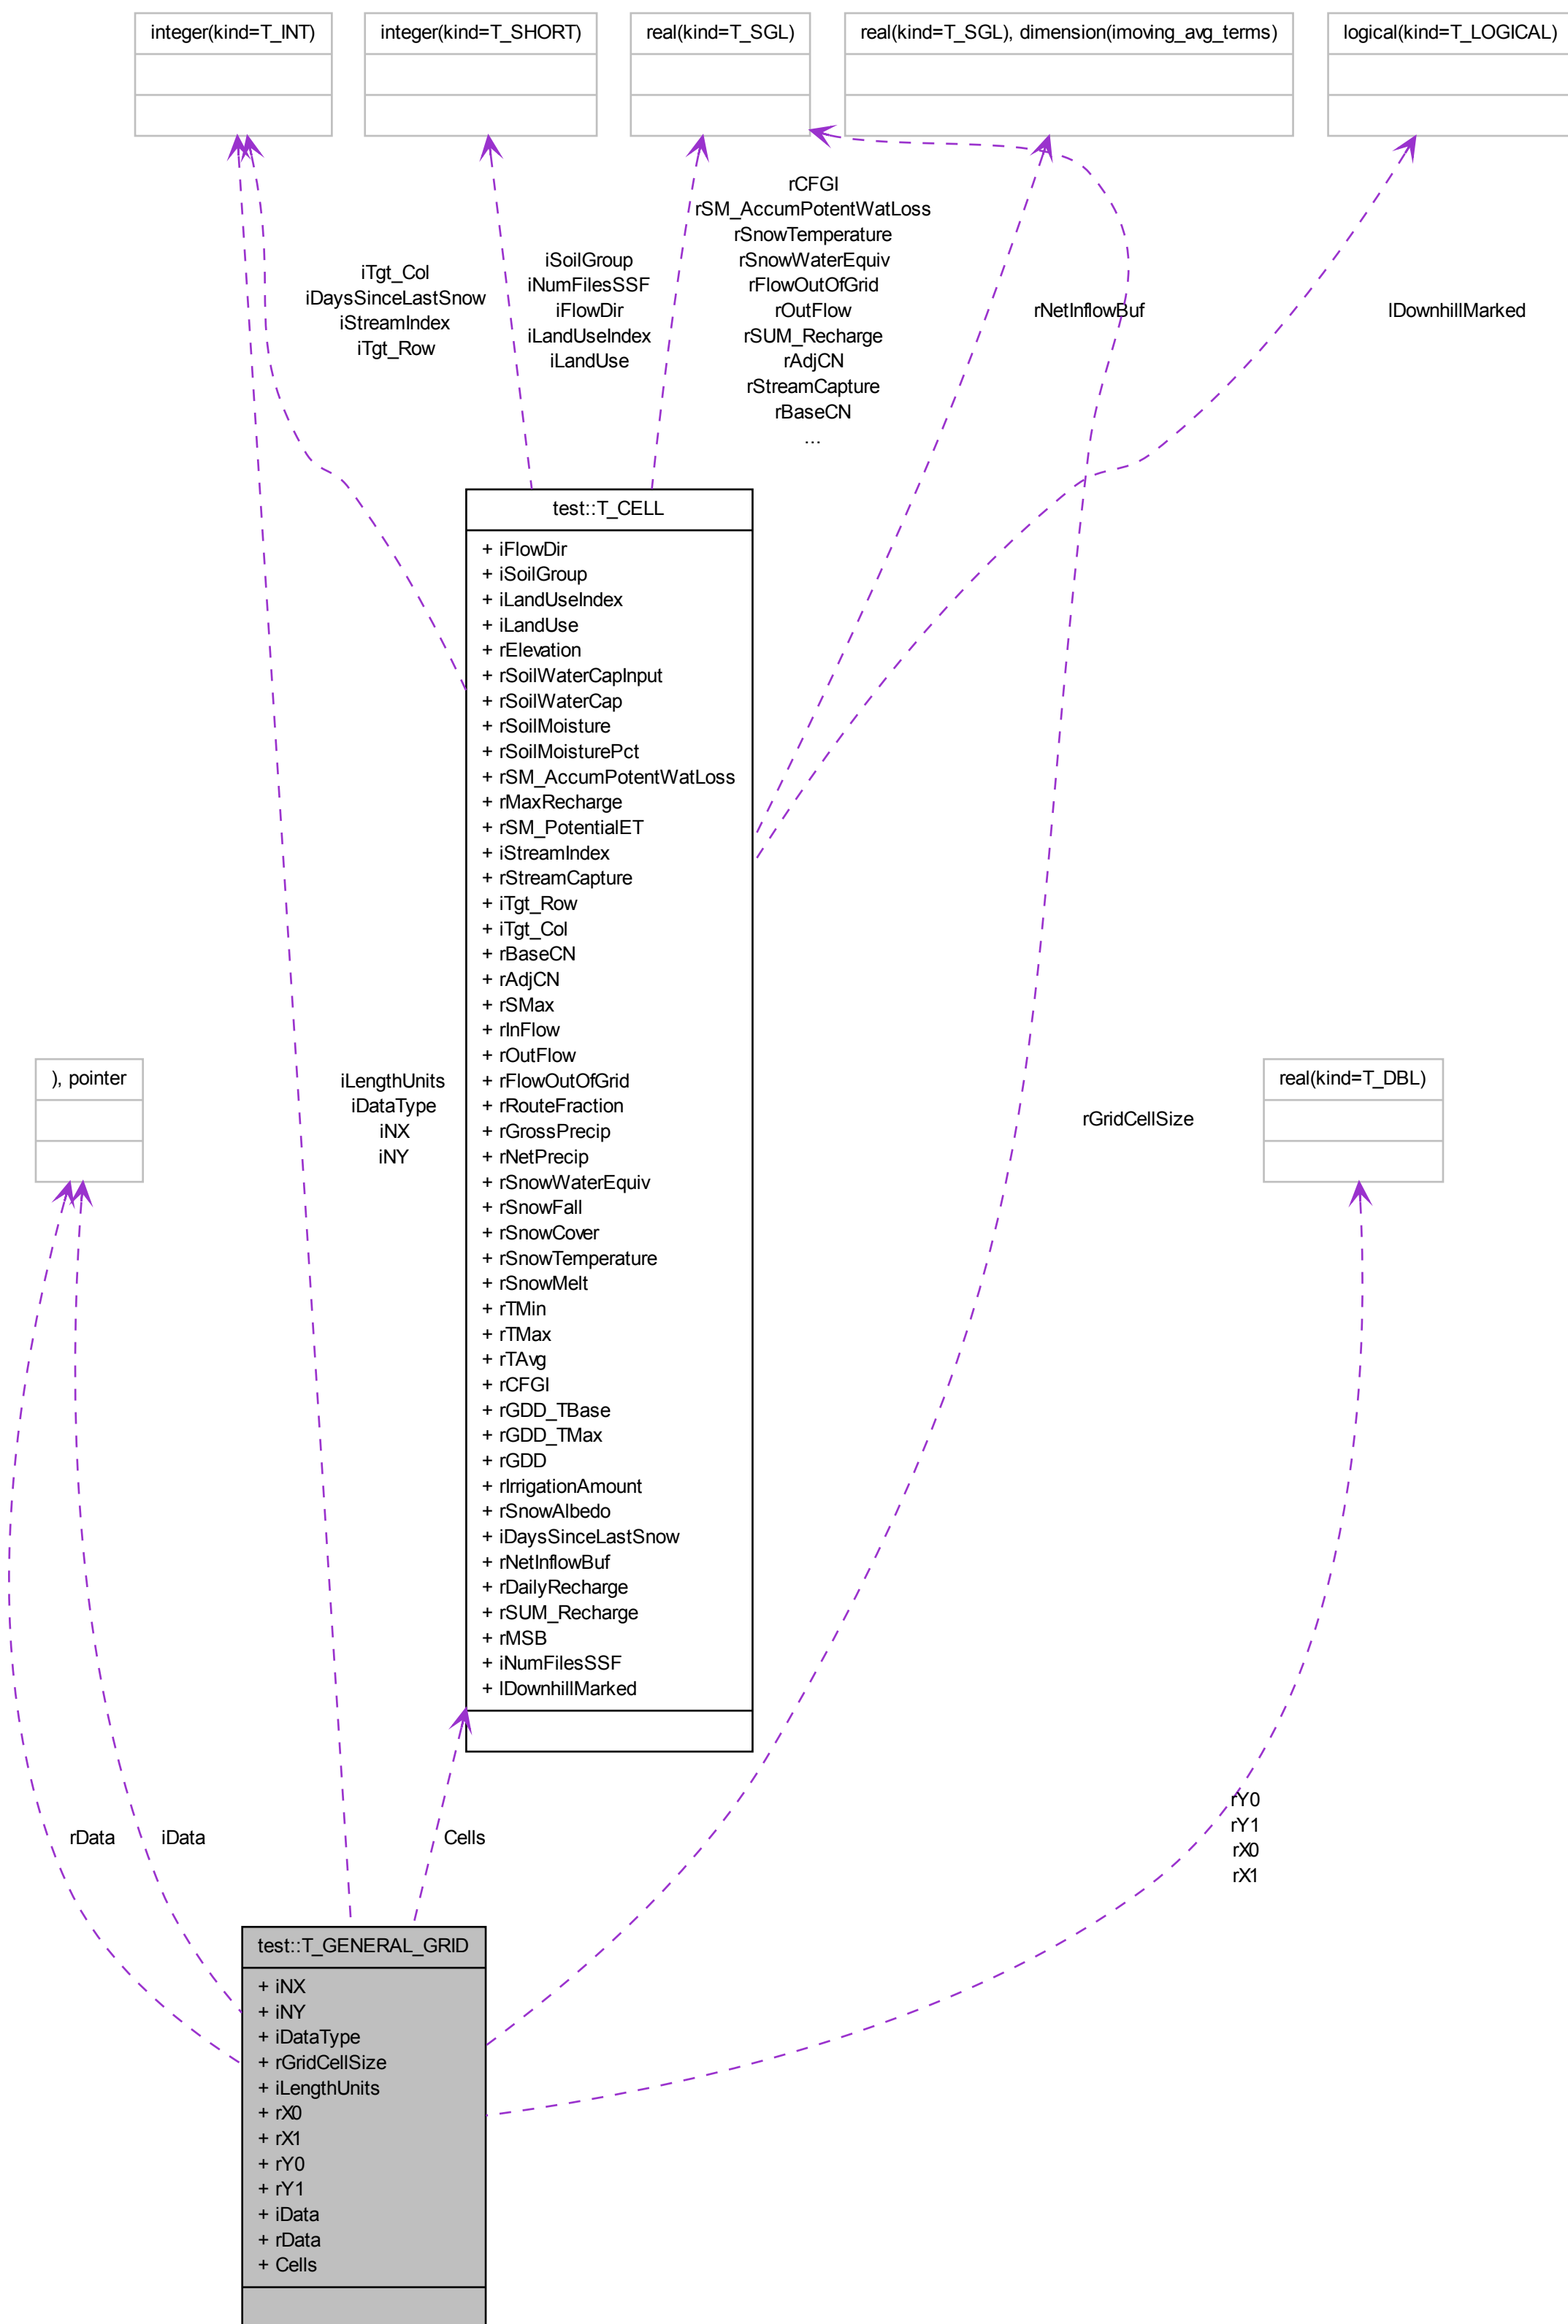 integer(kind=T_INT)
integer(kind=T_SHORT)
real(kind=T_SGL)
real(kind=T_SGL), dimension(imoving_avg_terms)
logical(kind=T_LOGICAL)
iTgt_Col
iDaysSinceLastSnow
iStreamIndex
iTgt_Row
iSoilGroup
iNumFilesSSF
iFlowDir
iLandUseIndex
iLandUse
rCFGI
rSM_AccumPotentWatLoss
rSnowTemperature
rSnowWaterEquiv
rFlowOutOfGrid
rOutFlow
rSUM_Recharge
rAdjCN
rStreamCapture
rBaseCN
...
rNetInflowBuf
lDownhillMarked
test::T_CELL
+ iFlowDir
+ iSoilGroup
+ iLandUseIndex
+ iLandUse
+ rElevation
+ rSoilWaterCapInput
+ rSoilWaterCap
+ rSoilMoisture
+ rSoilMoisturePct
+ rSM_AccumPotentWatLoss
+ rMaxRecharge
+ rSM_PotentialET
+ iStreamIndex
+ rStreamCapture
+ iTgt_Row
+ iTgt_Col
+ rBaseCN
+ rAdjCN
+ rSMax
+ rInFlow
+ rOutFlow
+ rFlowOutOfGrid
+ rRouteFraction
+ rGrossPrecip
+ rNetPrecip
+ rSnowWaterEquiv
+ rSnowFall
+ rSnowCover
+ rSnowTemperature
+ rSnowMelt
+ rTMin
+ rTMax
+ rTAvg
+ rCFGI
+ rGDD_TBase
+ rGDD_TMax
+ rGDD
+ rIrrigationAmount
+ rSnowAlbedo
+ iDaysSinceLastSnow
+ rNetInflowBuf
+ rDailyRecharge
+ rSUM_Recharge
+ rMSB
+ iNumFilesSSF
+ lDownhillMarked
), pointer
iLengthUnits
iDataType
iNX
iNY
rGridCellSize
real(kind=T_DBL)
rData
iData
Cells
rY0
rY1
rX0
rX1
test::T_GENERAL_GRID
+ iNX
+ iNY
+ iDataType
+ rGridCellSize
+ iLengthUnits
+ rX0
+ rX1
+ rY0
+ rY1
+ iData
+ rData
+ Cells